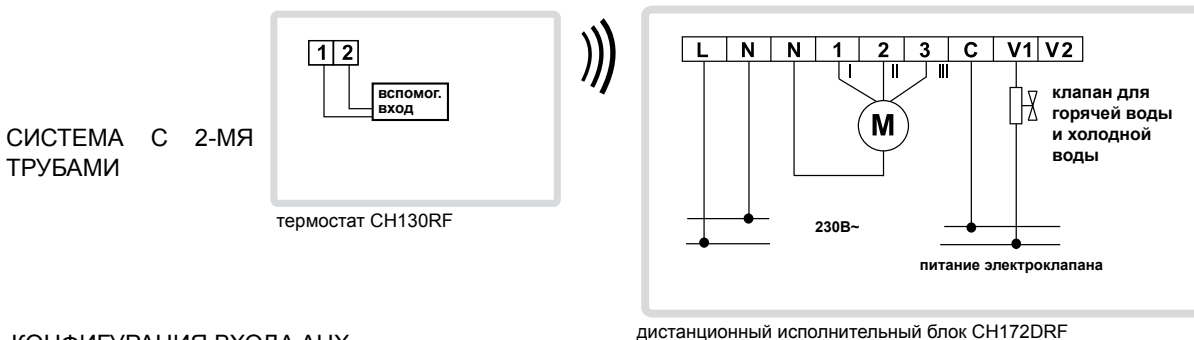 СИСТЕМА С 2-МЯ
ТРУБАМИ
1 2
вспомог.
вход
термостат CH130RF
L N N 1 2 3 C V1 V2
I II III
M
клапан для
горячей воды
и холодной
воды
230В~
питание электроклапана
дистанционный исполнительный блок CH172DRF